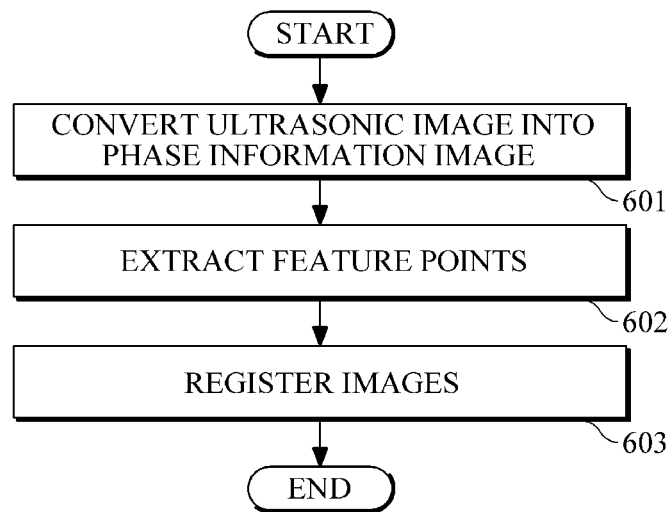 START
CONVERT ULTRASONIC IMAGE INTO
PHASE INFORMATION IMAGE
601
EXTRACT FEATURE POINTS
602
REGISTER IMAGES
603
END